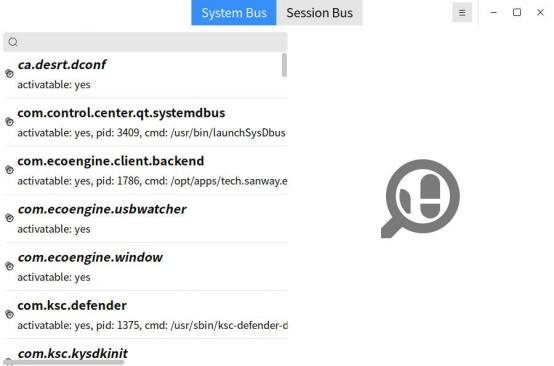 System Bus Session Bus
ca.desrt.dconf
activatable: yes
com.control.center.qt.systemdbus
activatable: yes, pid: 3409, cmd: /usr/bin/launchSysDbus
com.ecoengine.client.backend
activatable: yes, pid: 1786, cmd: /opt/apps/tech.sanway.e
com.ecoengine.usbwatcher
activatable: yes
com.ecoengine.window
activatable: yes
com.ksc.defender
activatable: yes, pid: 1375, cmd: /usr/sbin/ksc-defender-d
com.ksc.kysdkinit